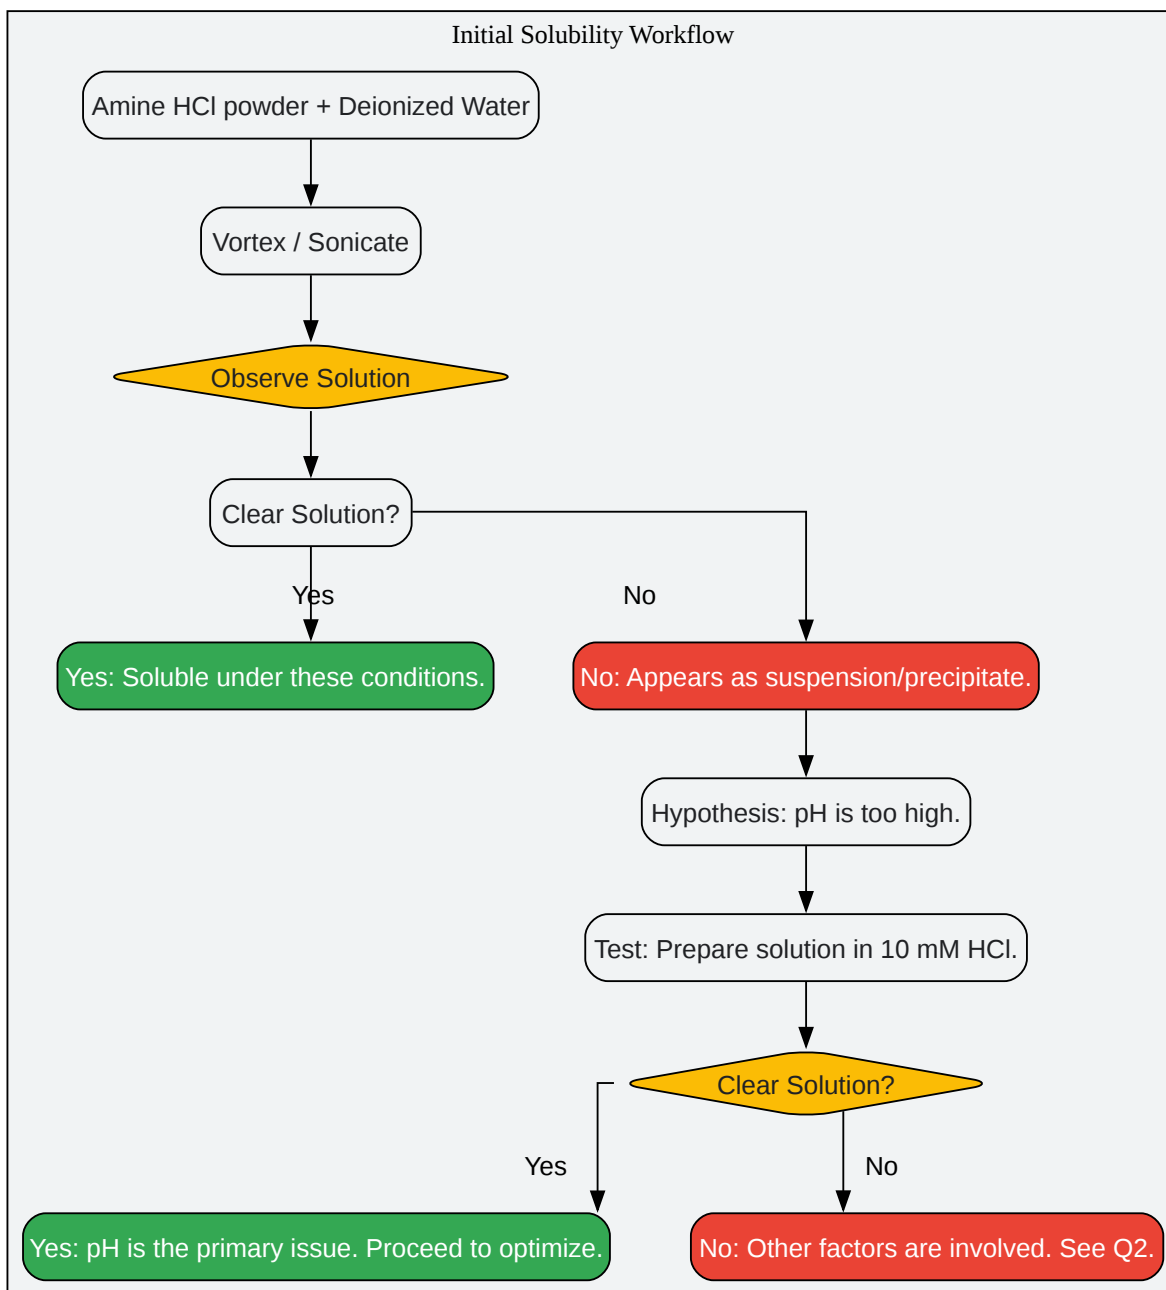 Initial Solubility Workflow
Amine HCl powder + Deionized Water
Vortex / Sonicate
Observe Solution
Clear Solution?
Yes
No
Yes: Soluble under these conditions.
No: Appears as suspension/precipitate.
Hypothesis: pH is too high.
Test: Prepare solution in 10 mM HCl.
Clear Solution?
Yes
No
Yes: pH is the primary issue. Proceed to optimize.
No: Other factors are involved. See Q2.